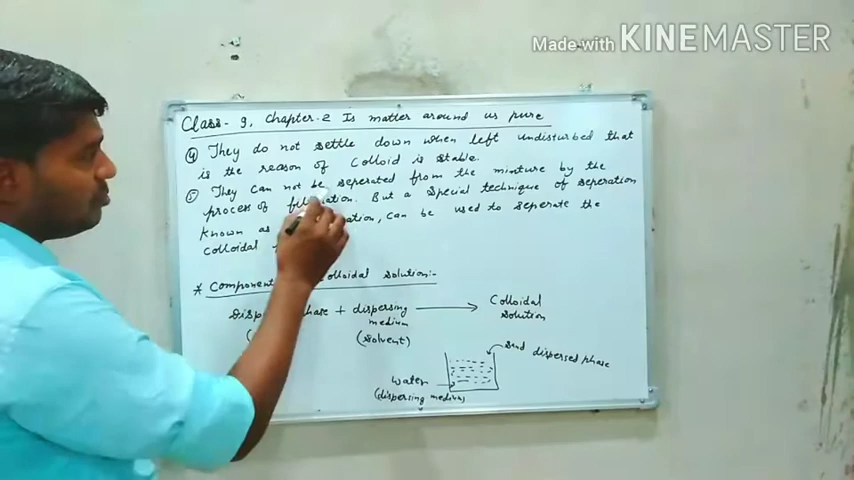 Made with KINEMASTER
Class-9, Chapter-2 Is matter around us pure
④ They do not settle down when left undisturbed that
is the reason of Colloid is stable.
⑤ They can not be seperated from the mixture by the
process of filtration. But a special technique of seperation
known as ation, can be used to seperate the
colloidal
* Component colloidal solution:-
Disp phase + dispersing medium ⟶ Colloidal solution
(solvent)
sand dispersed phase
water
(dispersing medium)